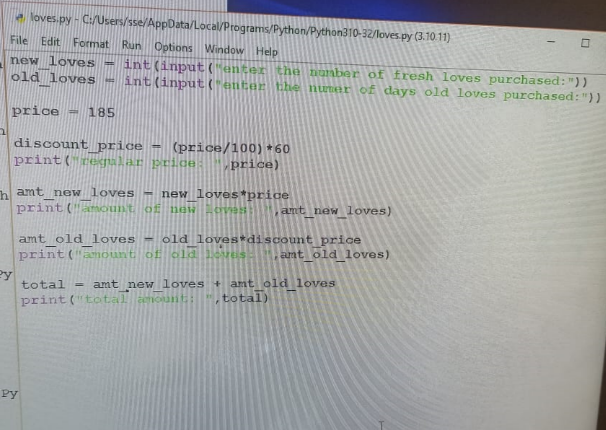 loves.py - C:/Users/sse/AppData/Local/Programs/Python/Python310-32/loves.py (3.10.11)
File Edit Format Run Options Window Help
new_loves = int(input("enter the number of fresh loves purchased:"))
old_loves = int(input("enter the numer of days old loves purchased:"))
price = 185
discount_price = (price/100)*60
print("regular price: ",price)
amt_new_loves = new_loves*price
print("amount of new loves: ",amt_new_loves)
amt_old_loves = old_loves*discount_price
print("amount of old loves: ",amt_old_loves)
total = amt_new_loves + amt_old_loves
print("total amount: ",total)
Py